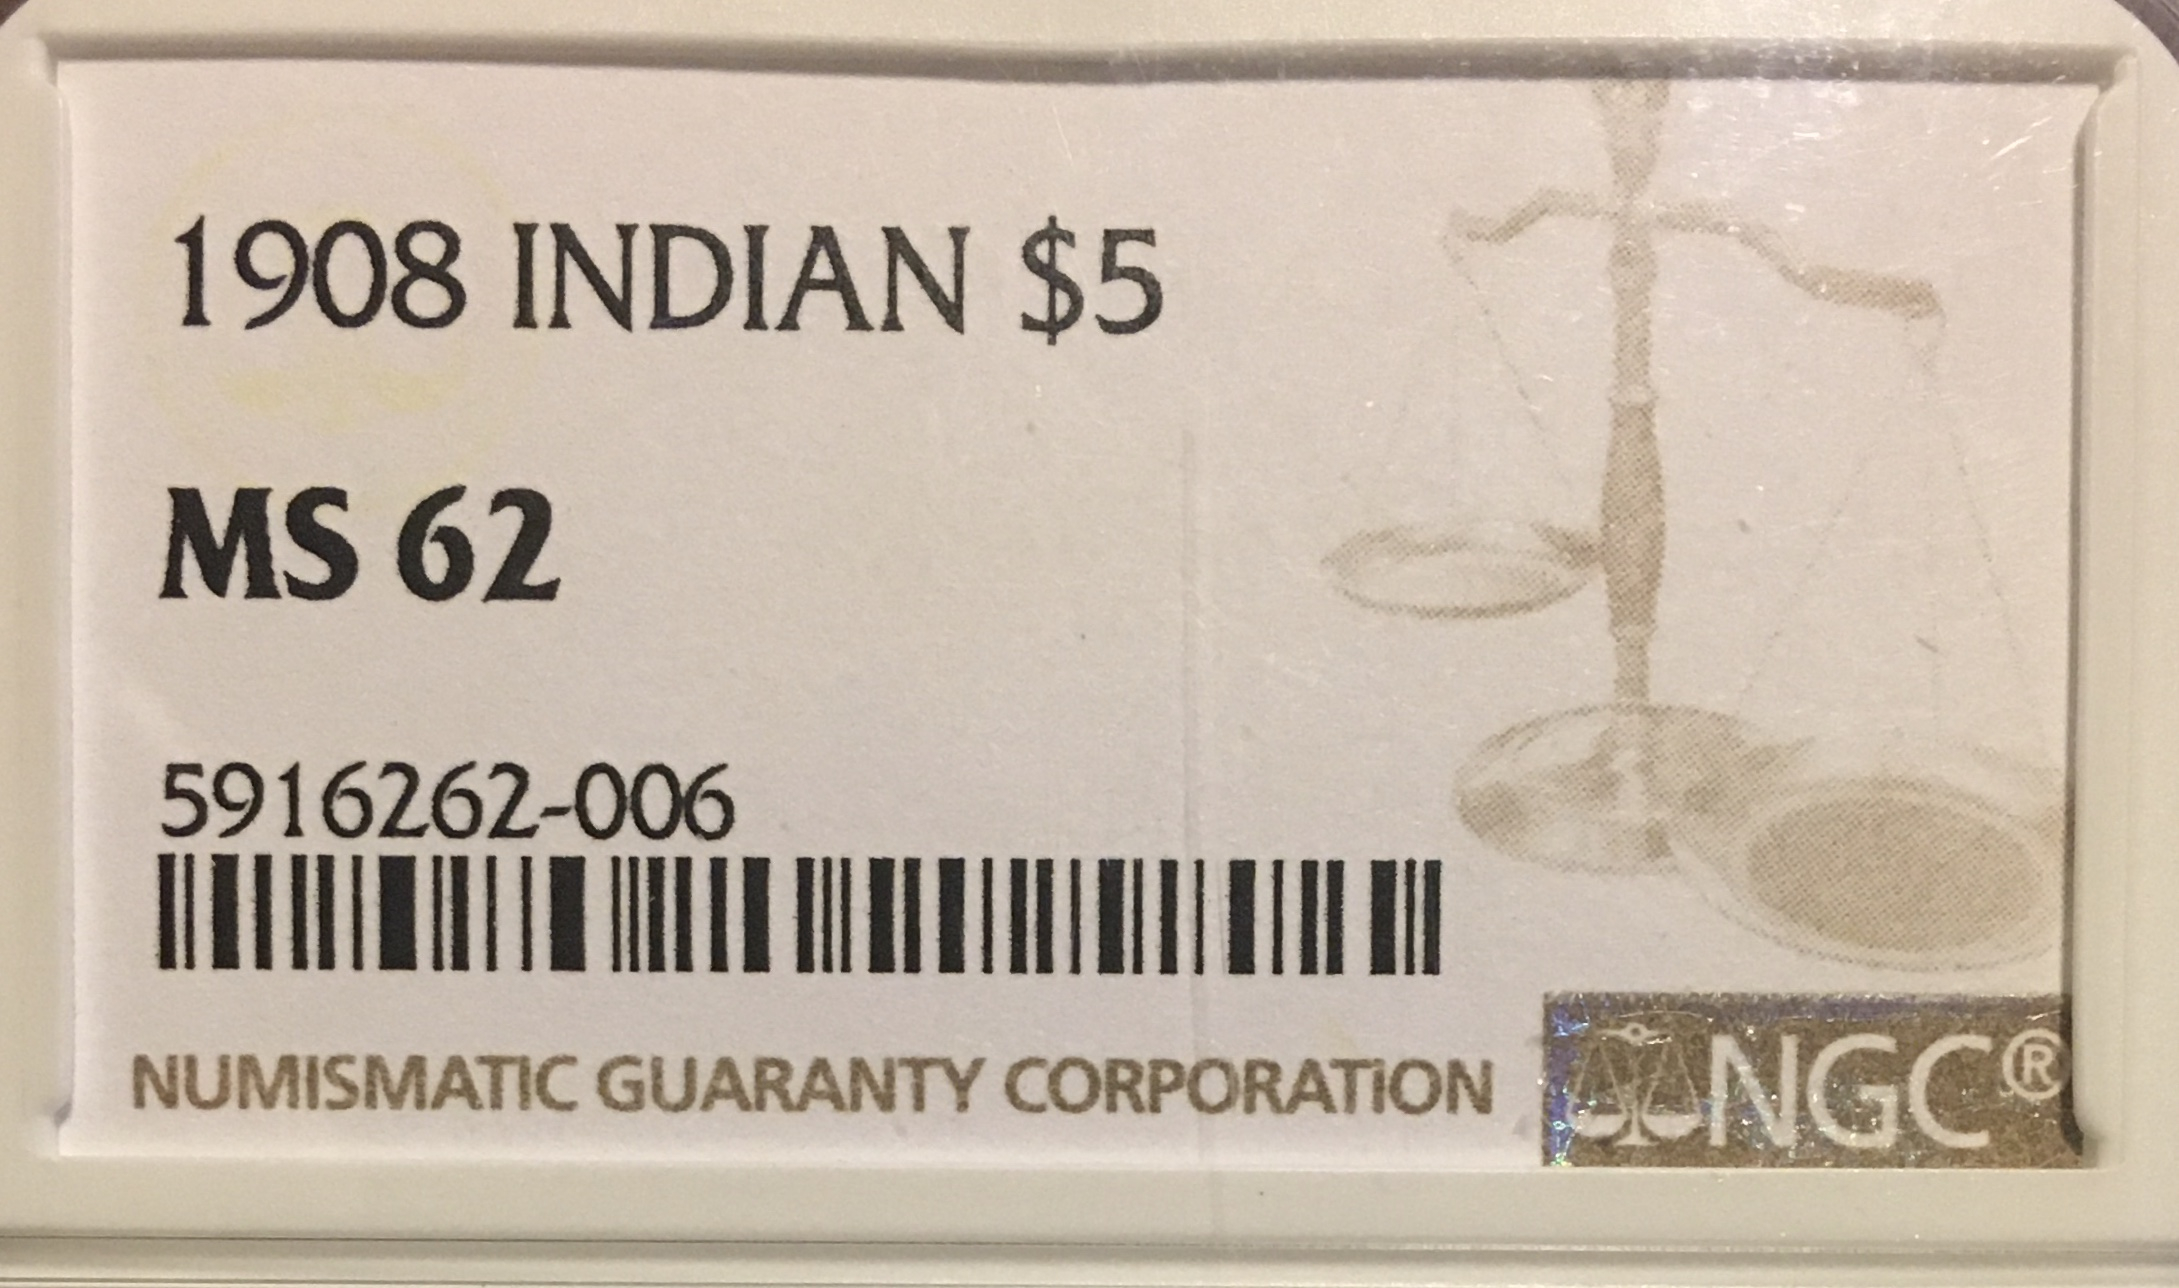 1908 INDIAN $5
MS 62
5916262-006
NUMISMATIC GUARANTY CORPORATION
NGC®